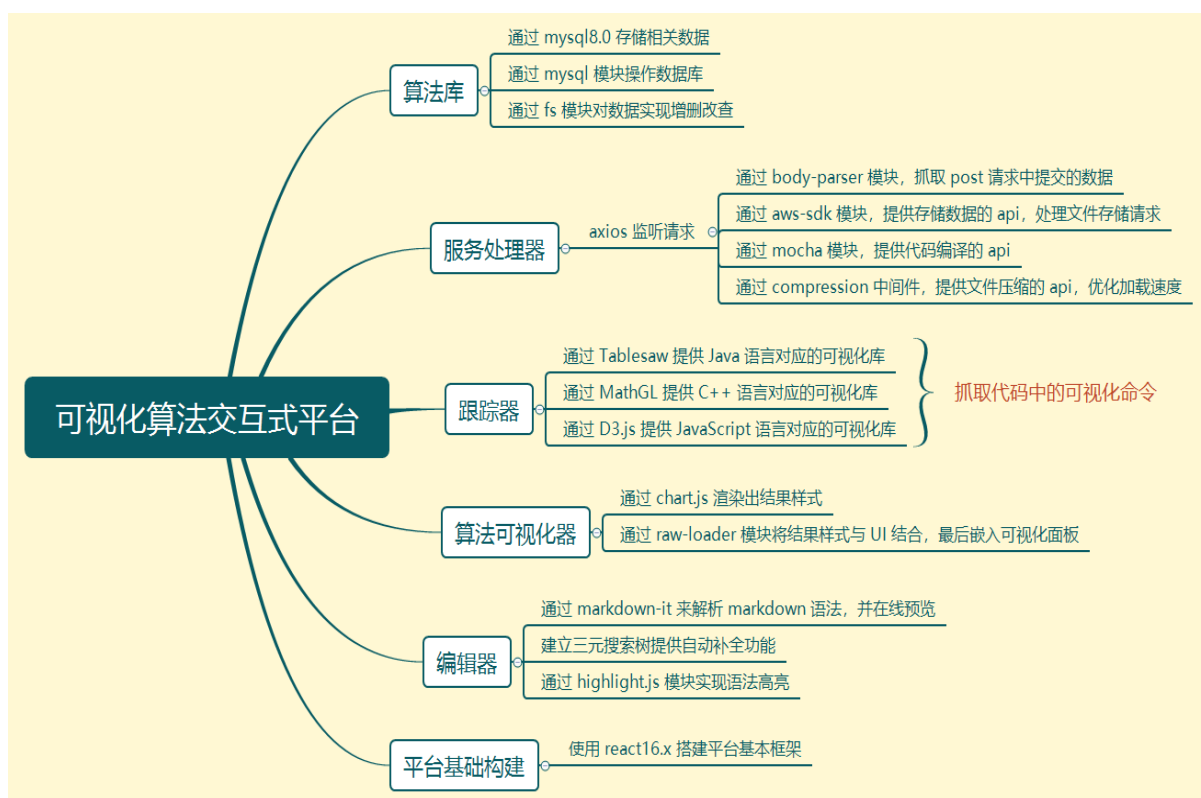 可视化算法交互式平台
算法库
通过 mysql8.0 存储相关数据
通过 mysql 模块操作数据库
通过 fs 模块对数据实现增删改查
服务处理器
axios 监听请求
通过 body-parser 模块，抓取 post 请求中提交的数据
通过 aws-sdk 模块，提供存储数据的 api，处理文件存储请求
通过 mocha 模块，提供代码编译的 api
通过 compression 中间件，提供文件压缩的 api，优化加载速度
跟踪器
通过 Tablesaw 提供 Java 语言对应的可视化库
通过 MathGL 提供 C++ 语言对应的可视化库
通过 D3.js 提供 JavaScript 语言对应的可视化库
抓取代码中的可视化命令
算法可视化器
通过 chart.js 渲染出结果样式
通过 raw-loader 模块将结果样式与 UI 结合，最后嵌入可视化面板
编辑器
通过 markdown-it 来解析 markdown 语法，并在线预览
建立三元搜索树提供自动补全功能
通过 highlight.js 模块实现语法高亮
平台基础构建
使用 react16.x 搭建平台基本框架